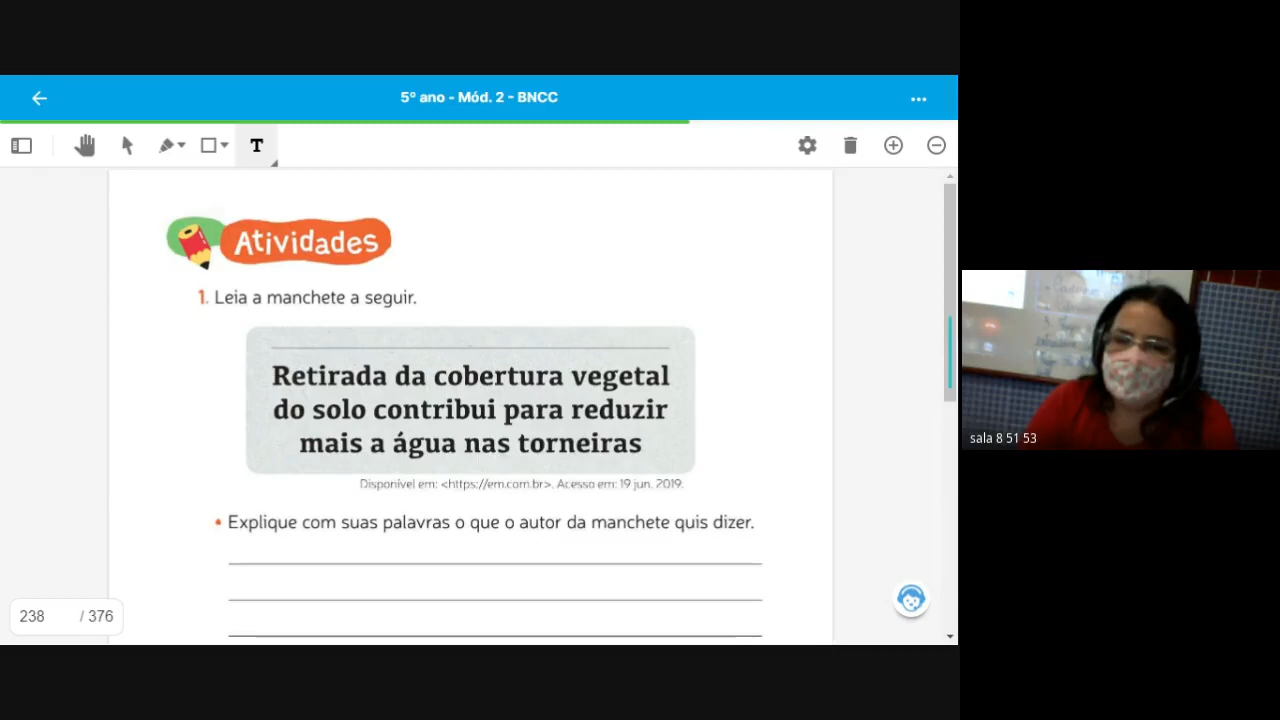 5º ano - Mód. 2 - BNCC
T
Atividades
1. Leia a manchete a seguir.
Retirada da cobertura vegetal
do solo contribui para reduzir
mais a água nas torneiras
Disponível em: <https://em.com.br>. Acesso em: 19 jun. 2019.
• Explique com suas palavras o que o autor da manchete quis dizer.
238 / 376
sala 8 51 53